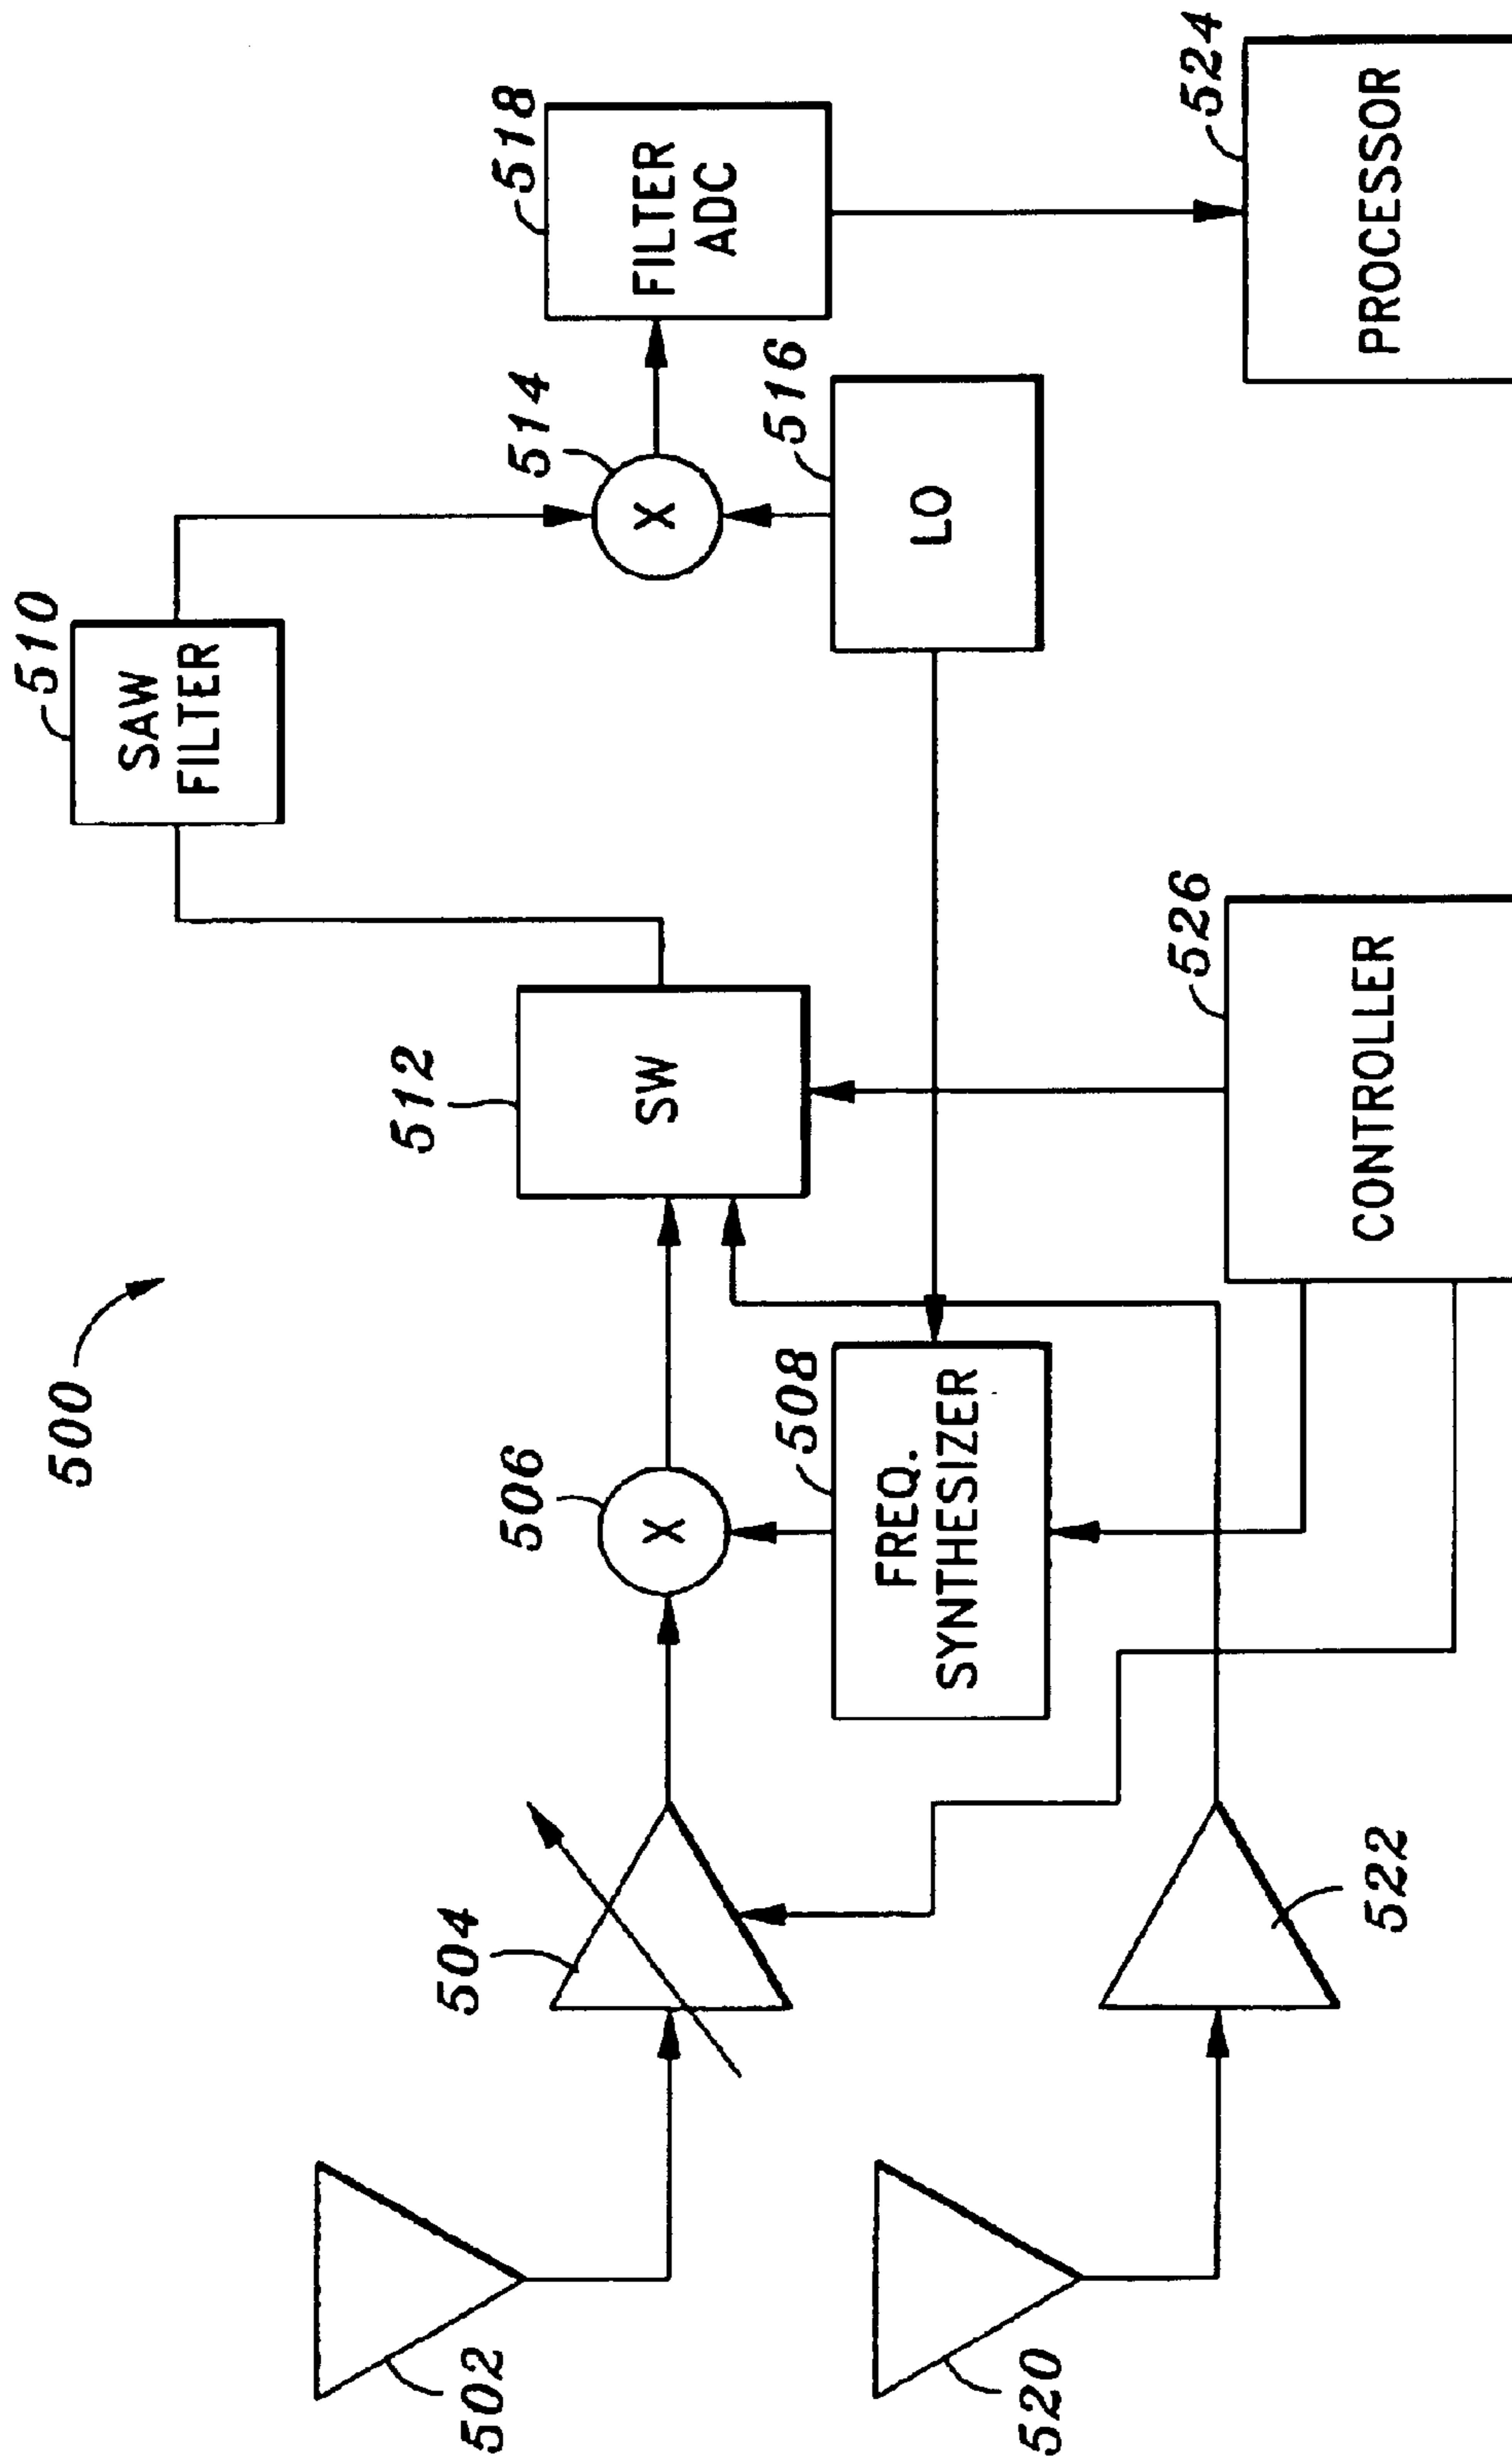 500
510
SAW
FILTER
512
SW
514
X
518
FILTER
ADC
506
X
516
LO
504
508
FREQ.
SYNTHESIZER
502
526
CONTROLLER
524
PROCESSOR
522
520